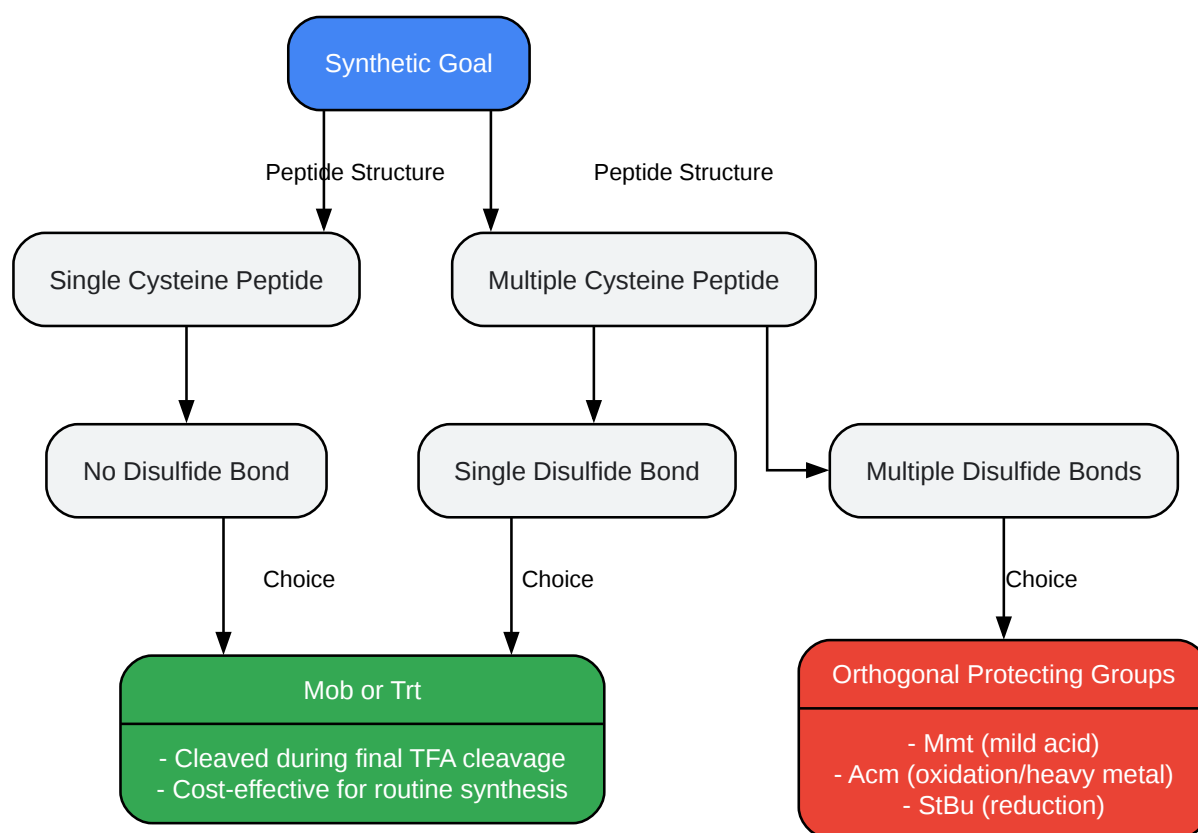 Synthetic Goal
Peptide Structure
Peptide Structure
Single Cysteine Peptide
Multiple Cysteine Peptide
No Disulfide Bond
Single Disulfide Bond
Multiple Disulfide Bonds
Choice
Choice
Choice
Mob or Trt
- Cleaved during final TFA cleavage
- Cost-effective for routine synthesis
Orthogonal Protecting Groups
- Mmt (mild acid)
- Acm (oxidation/heavy metal)
- StBu (reduction)